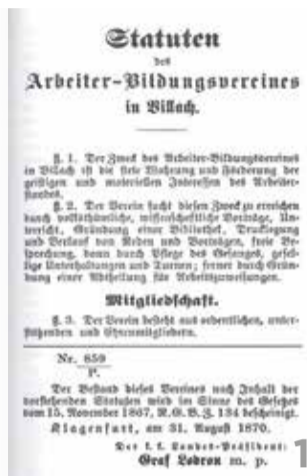 Statuten
des
Arbeiter-Bildungsvereines
in Villach.
§. 1. Der Zweck des Arbeiter-Bildungsvereines
in Villach ist die freie Wahrung und Förderung der
geistigen und materiellen Interessen des Arbeiter-
standes.
§. 2. Der Verein sucht diesen Zweck zu erreichen
durch volksthümliche, wissenschaftliche Vorträge, Un-
terricht, Gründung einer Bibliothek, Drucklegung
und Verlauf von Reden und Vorträgen, freie Be-
sprechung, dann durch Pflege des Gesanges, gesel-
lige Unterhaltungen und Turnen; ferner durch Grün-
dung einer Abtheilung für Arbeitszuweisungen.
Mitgliedschaft.
§. 3. Der Verein besteht aus ordentlichen, unter-
stützenden und Ehrenmitgliedern.
Nr. 859
P.
Der Bestand dieses Vereines nach Inhalt der
vorstehenden Statuten wird im Sinne des Gesetzes
vom 15. November 1867, R. G. B. Z. 134 bescheinigt.
Klagenfurt, am 31. August 1870.
Der k. k. Landes-Präsident:
Graf Lodron m. p.
1